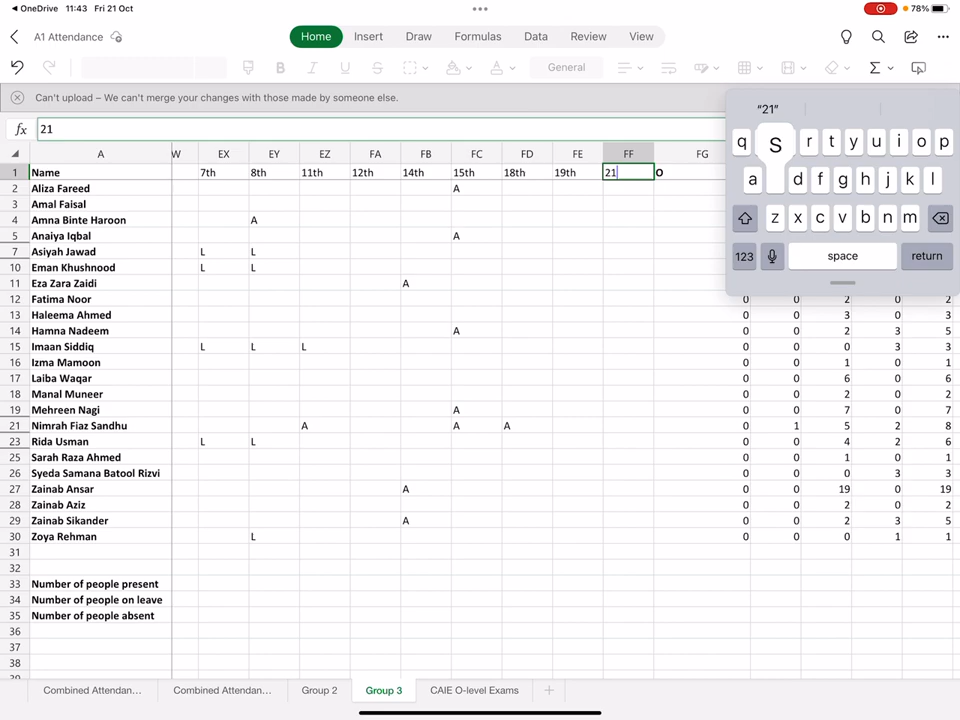 OneDrive 11:43 Fri 21 Oct 78%
A1 Attendance Home Insert Draw Formulas Data Review View
B I U S A General Σ
Can't upload – We can't merge your changes with those made by someone else.
fx 21
A W EX EY EZ FA FB FC FD FE FF FG
1 Name 7th 8th 11th 12th 14th 15th 18th 19th 21 O
2 Aliza Fareed A
3 Amal Faisal
4 Amna Binte Haroon A
5 Anaiya Iqbal A
7 Asiyah Jawad L L
10 Eman Khushnood L L
11 Eza Zara Zaidi A
12 Fatima Noor 0 0 2 0 2
13 Haleema Ahmed 0 0 3 0 3
14 Hamna Nadeem A 0 0 2 3 5
15 Imaan Siddiq L L L 0 0 0 3 3
16 Izma Mamoon 0 0 1 0 1
17 Laiba Waqar 0 0 6 0 6
18 Manal Muneer 0 0 2 0 2
19 Mehreen Nagi A 0 0 7 0 7
21 Nimrah Fiaz Sandhu A A A 0 1 5 2 8
23 Rida Usman L L 0 0 4 2 6
25 Sarah Raza Ahmed 0 0 1 0 1
26 Syeda Samana Batool Rizvi 0 0 0 3 3
27 Zainab Ansar A 0 0 19 0 19
28 Zainab Aziz 0 0 2 0 2
29 Zainab Sikander A 0 0 2 3 5
30 Zoya Rehman L 0 0 0 1 1
31
32
33 Number of people present
34 Number of people on leave
35 Number of people absent
36
37
38
Combined Attendan... Combined Attendan... Group 2 Group 3 CAIE O-level Exams +
"21"
q S r t y u i o p
a d f g h j k l
z x c v b n m
123 space return